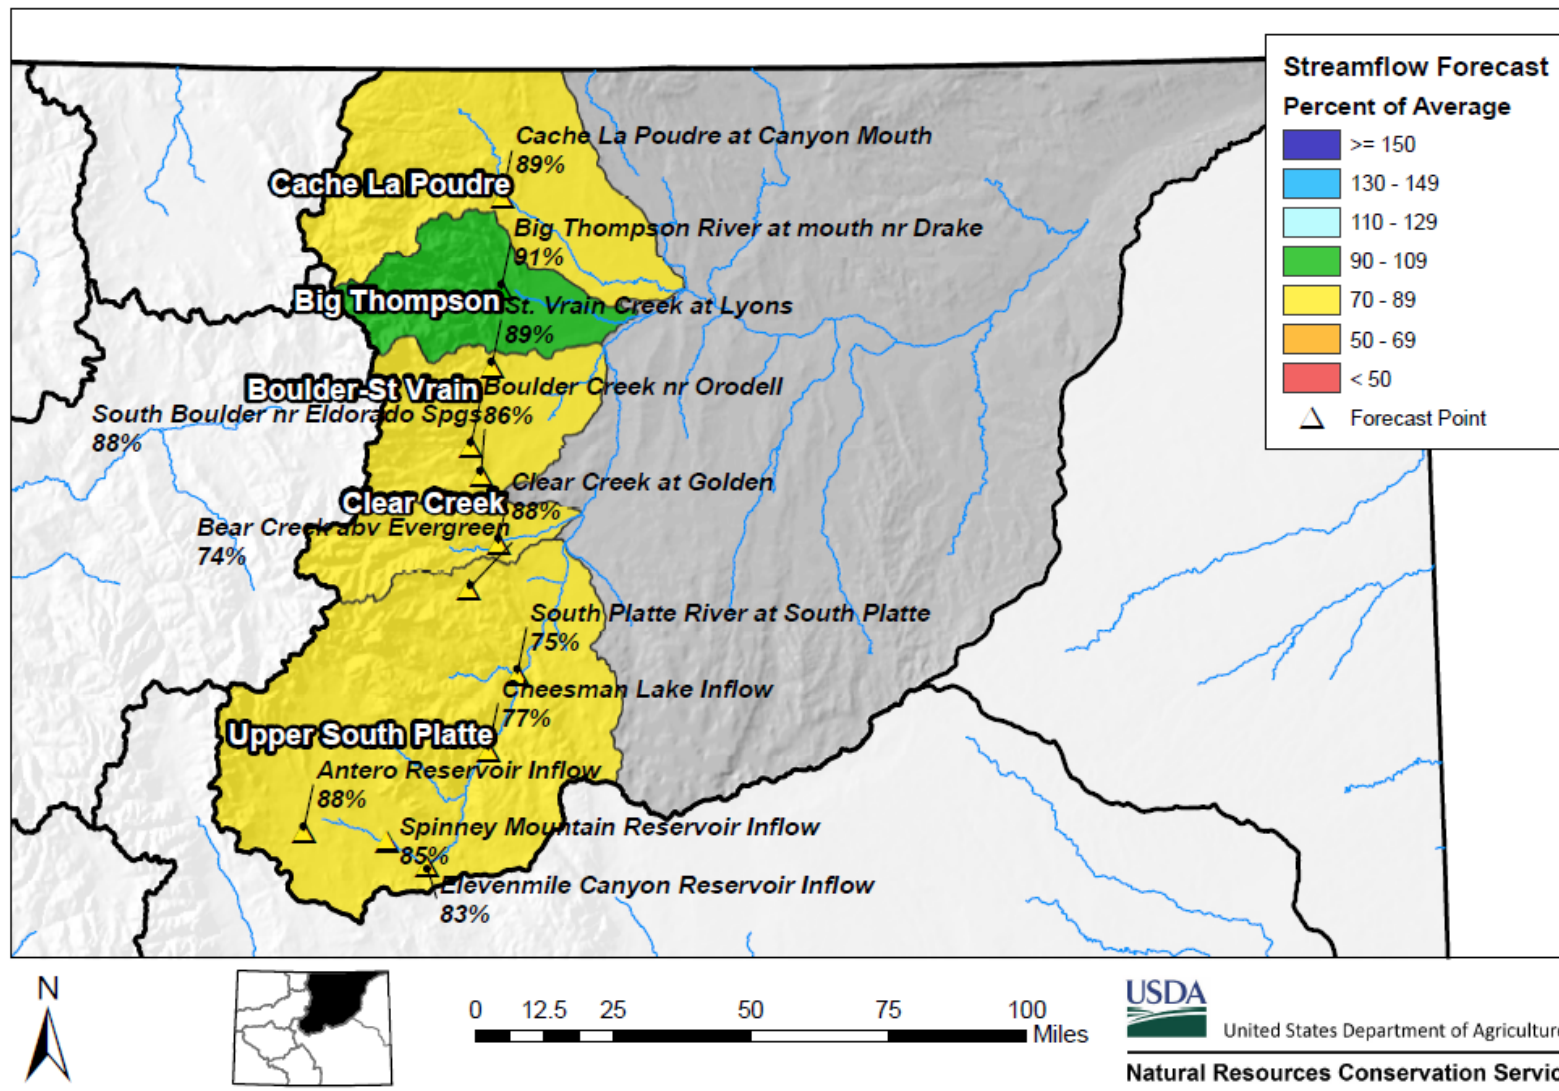 Streamflow Forecast
Percent of Average
>= 150
130 - 149
110 - 129
90 - 109
70 - 89
50 - 69
< 50
Forecast Point
Cache La Poudre at Canyon Mouth
89%
Cache La Poudre
Big Thompson River at mouth nr Drake
91%
Big Thompson
St. Vrain Creek at Lyons
89%
Boulder-St Vrain
Boulder Creek nr Orodell
86%
South Boulder nr Eldorado Spgs
88%
Clear Creek at Golden
88%
Clear Creek
Bear Creek abv Evergreen
74%
South Platte River at South Platte
75%
Cheesman Lake Inflow
77%
Upper South Platte
Antero Reservoir Inflow
88%
Spinney Mountain Reservoir Inflow
85%
Elevenmile Canyon Reservoir Inflow
83%
N
0 12.5 25 50 75 100
Miles
USDA
United States Department of Agriculture
Natural Resources Conservation Servic